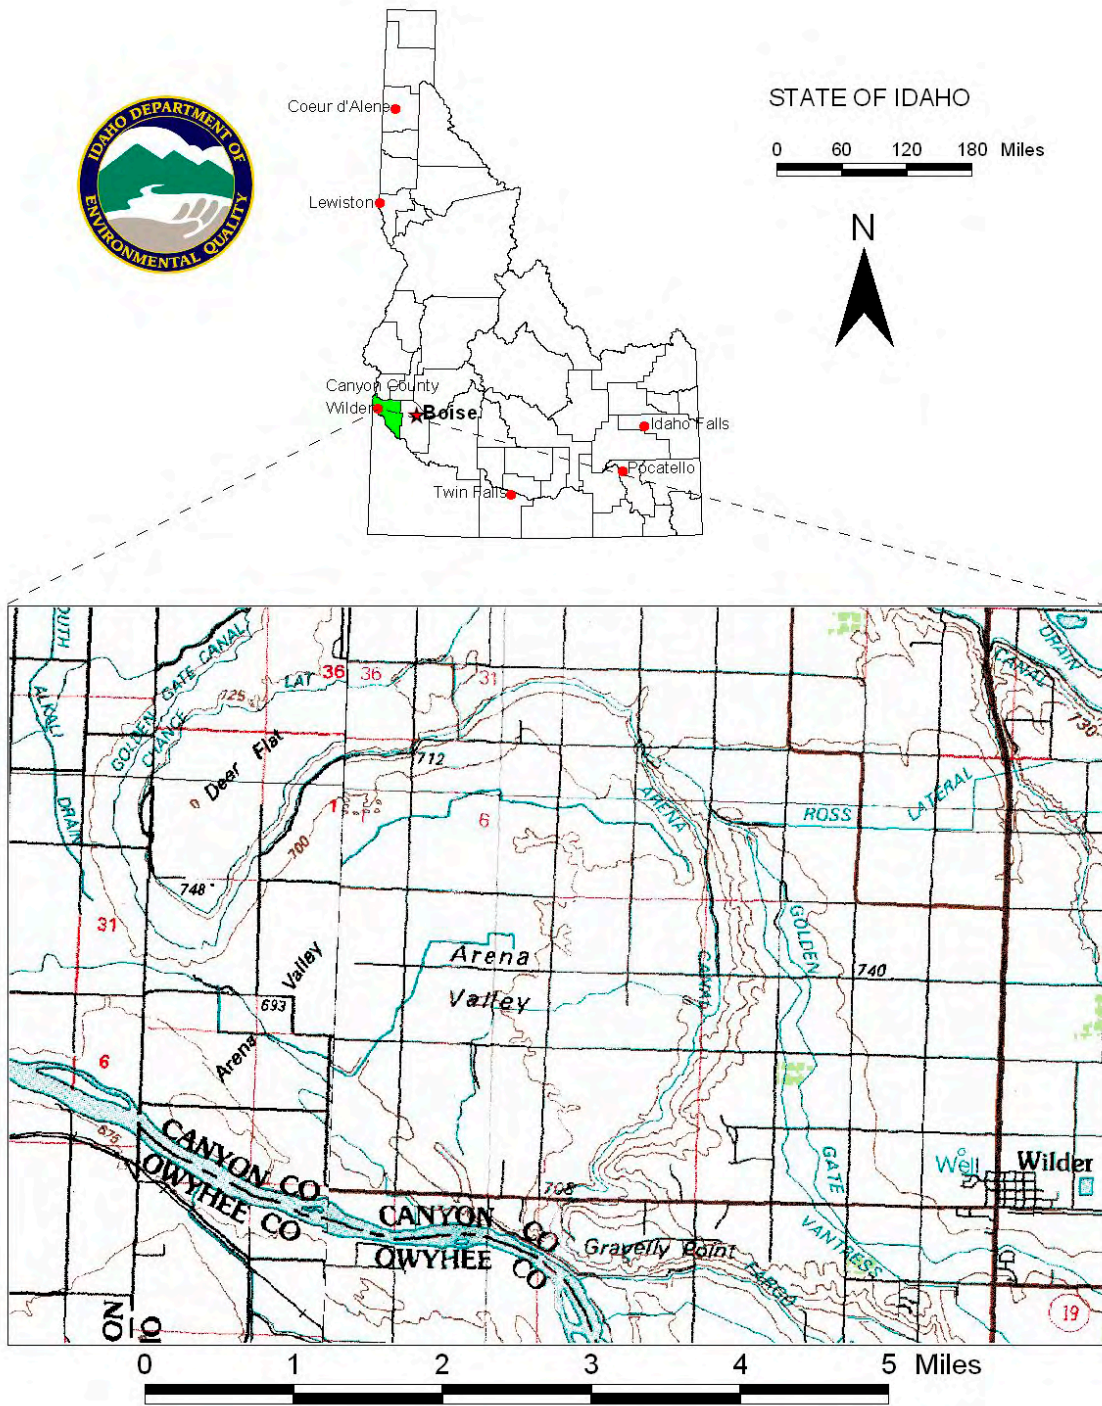 IDAHO DEPARTMENT OF
ENVIRONMENTAL QUALITY
STATE OF IDAHO
0 60 120 180 Miles
N
Coeur d'Alene
Lewiston
Canyon County
Wilder
Boise
Idaho Falls
Pocatello
Twin Falls
OUTH
ALKALI
DRAIN
GOLDEN GATE CANAL
CHANCE
LAT
725
36
36
31
Deer Flat
712
CANAL
DRAIN
730
1
6
700
ARENA
CANAL
ROSS
LATERAL
748
31
GOLDEN
GATE
Arena
Valley
740
Arena Valley
693
6
675
CANYON CO
OWYHEE CO
CANYON CO
OWYHEE CO
708
Gravelly Point
FARGO
VANTRESS
Well
Wilder
19
NO
0 1 2 3 4 5 Miles